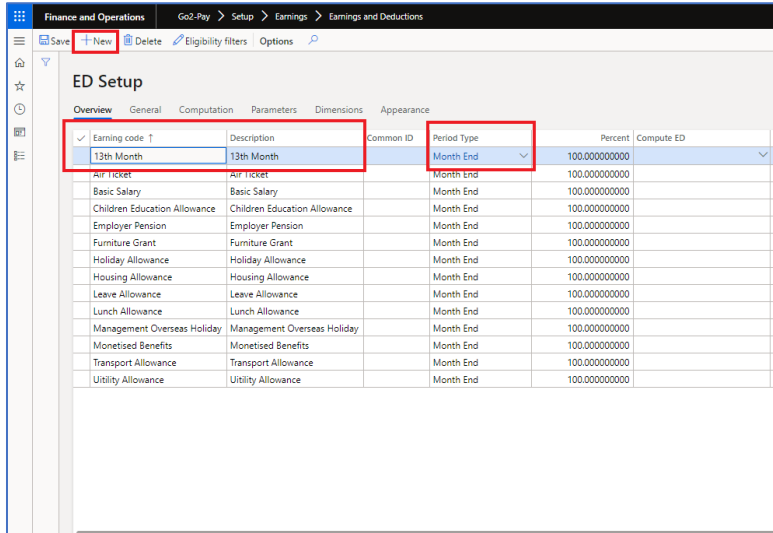 Finance and Operations Go2-Pay > Setup > Earnings > Earnings and Deductions
Save +New Delete Eligibility filters Options
ED Setup
Overview General Computation Parameters Dimensions Appearance
Earning code ↑ Description Common ID Period Type Percent Compute ED
13th Month 13th Month Month End 100.000000000
Air Ticket Air Ticket Month End 100.000000000
Basic Salary Basic Salary Month End 100.000000000
Children Education Allowance Children Education Allowance Month End 100.000000000
Employer Pension Employer Pension Month End 100.000000000
Furniture Grant Furniture Grant Month End 100.000000000
Holiday Allowance Holiday Allowance Month End 100.000000000
Housing Allowance Housing Allowance Month End 100.000000000
Leave Allowance Leave Allowance Month End 100.000000000
Lunch Allowance Lunch Allowance Month End 100.000000000
Management Overseas Holiday Management Overseas Holiday Month End 100.000000000
Monetised Benefits Monetised Benefits Month End 100.000000000
Transport Allowance Transport Allowance Month End 100.000000000
Uitility Allowance Uitility Allowance Month End 100.000000000